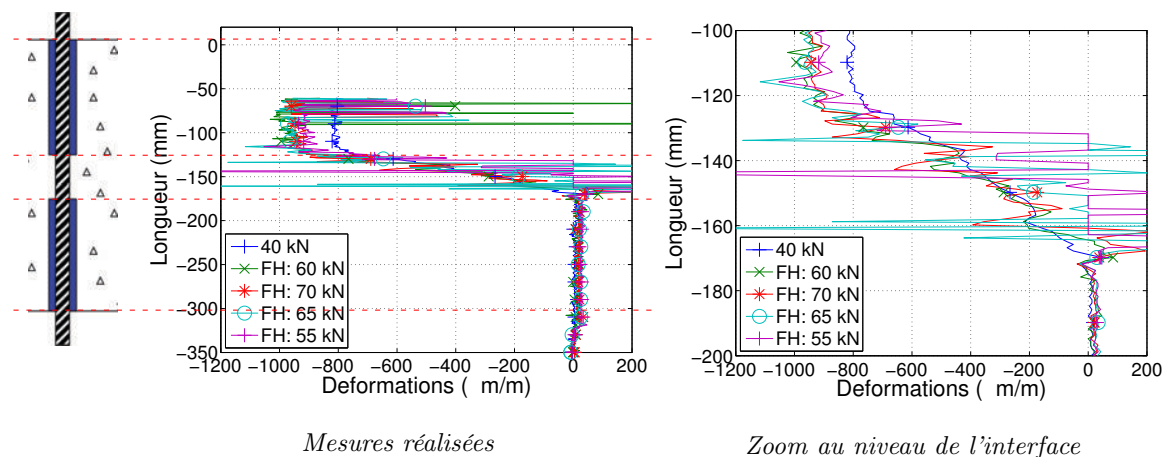 0
−50
−100
−150
−200
−250
−300
−350
Longueur (mm)
40 kN
FH: 60 kN
FH: 70 kN
FH: 65 kN
FH: 55 kN
−1200 −1000 −800 −600 −400 −200 0 200
Deformations ( m/m)
−100
−120
−140
−160
−180
−200
Longueur (mm)
40 kN
FH: 60 kN
FH: 70 kN
FH: 65 kN
FH: 55 kN
−1200 −1000 −800 −600 −400 −200 0 200
Deformations ( m/m)
Mesures réalisées
Zoom au niveau de l'interface